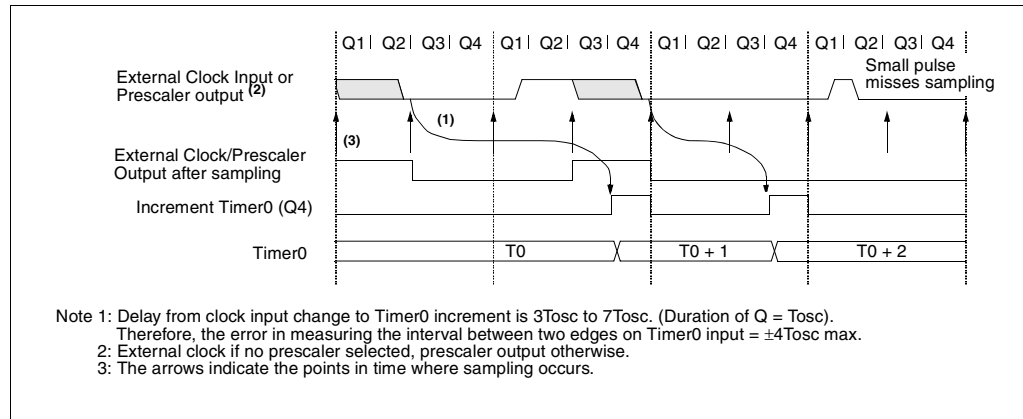 Q1 | Q2 | Q3 | Q4 Q1 | Q2 | Q3 | Q4 Q1 | Q2 | Q3 | Q4 Q1 | Q2 | Q3 | Q4
External Clock Input or
Prescaler output (2)
Small pulse
misses sampling
(1)
(3)
External Clock/Prescaler
Output after sampling
Increment Timer0 (Q4)
Timer0 T0 T0 + 1 T0 + 2
Note 1: Delay from clock input change to Timer0 increment is 3Tosc to 7Tosc. (Duration of Q = Tosc).
Therefore, the error in measuring the interval between two edges on Timer0 input = ±4Tosc max.
2: External clock if no prescaler selected, prescaler output otherwise.
3: The arrows indicate the points in time where sampling occurs.